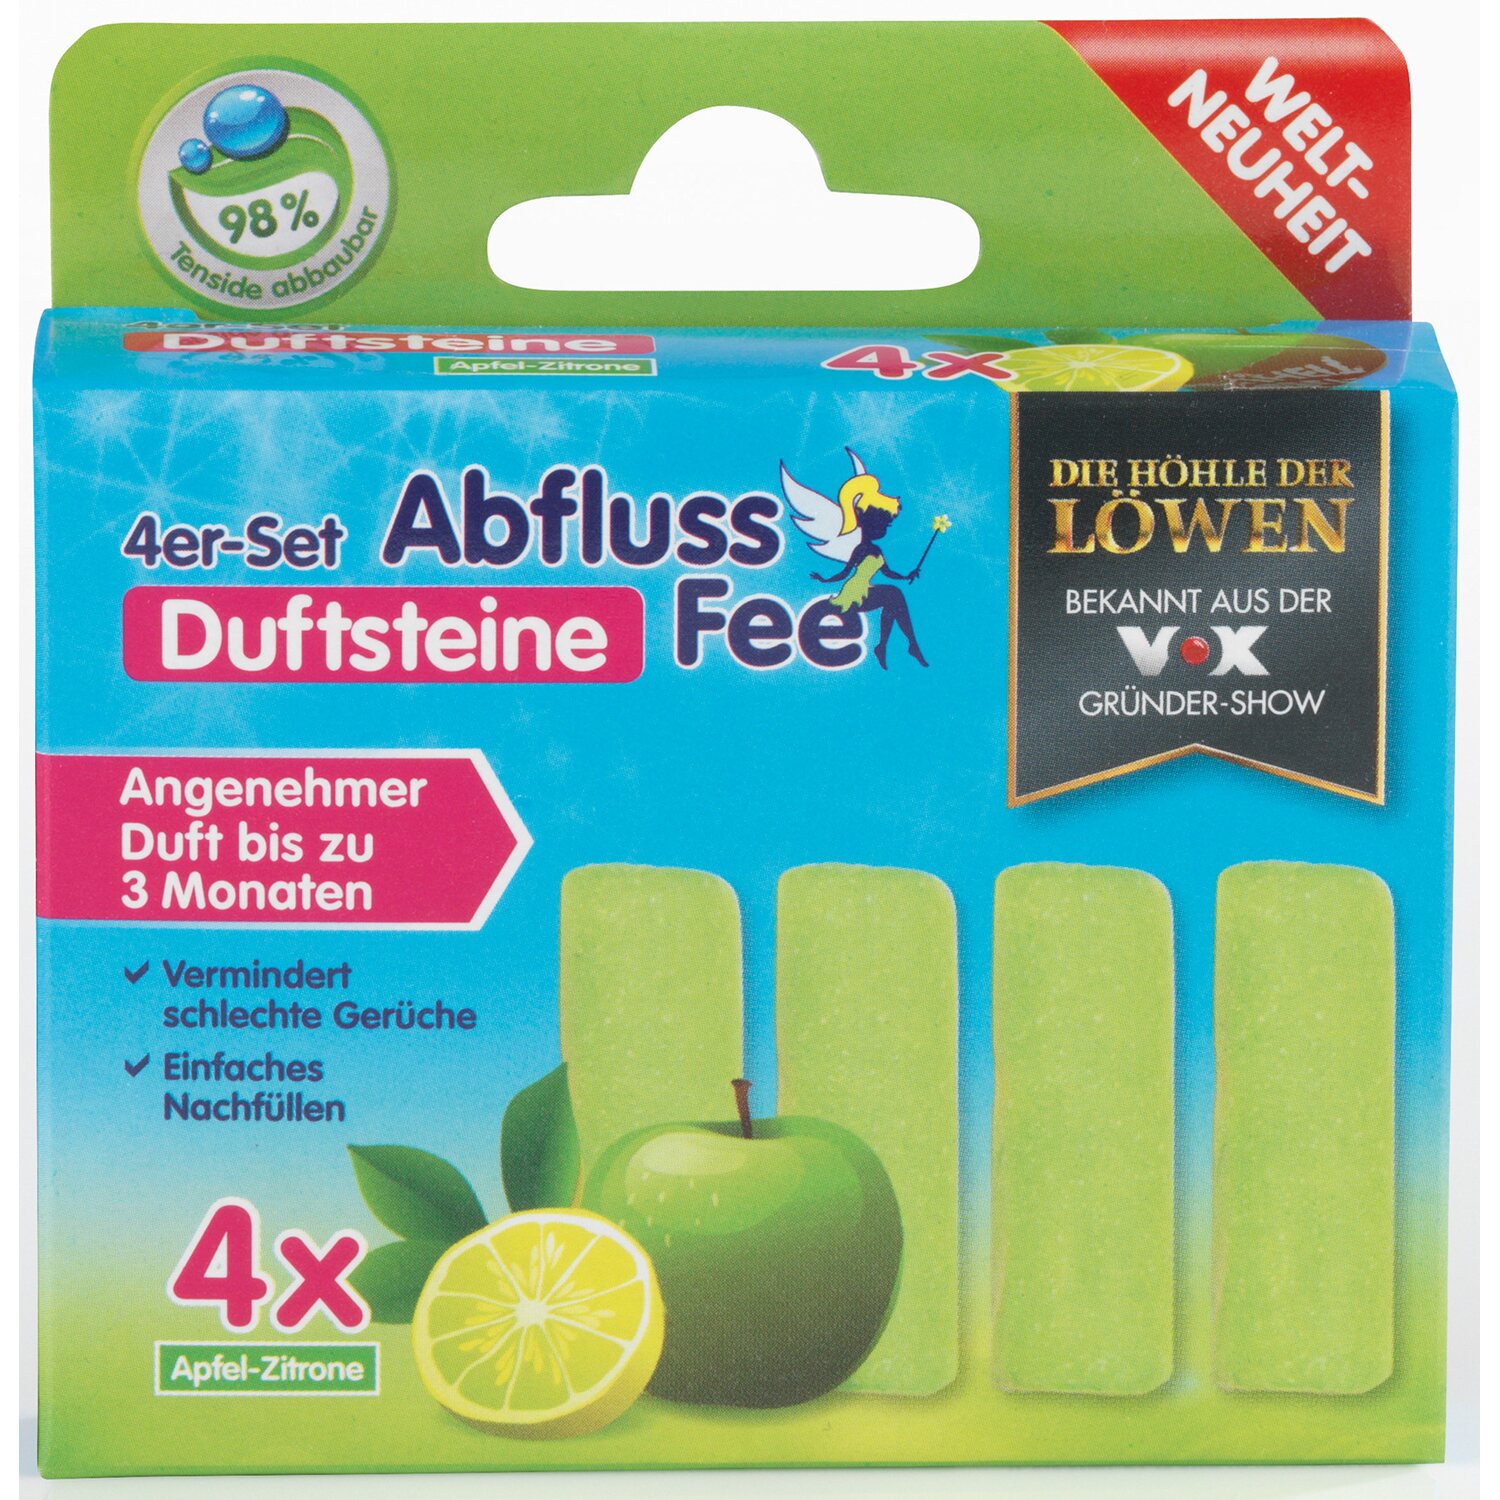 WELT-
NEUHEIT
98%
Tenside abbaubar
4er-Set
Duftsteine
Apfel-Zitrone
4x
4er-Set
Abfluss
Duftsteine
Fee
DIE HÖHLE DER
LÖWEN
BEKANNT AUS DER
VOX
GRÜNDER-SHOW
Angenehmer
Duft bis zu
3 Monaten
✓ Vermindert
schlechte Gerüche
✓ Einfaches
Nachfüllen
4x
Apfel-Zitrone